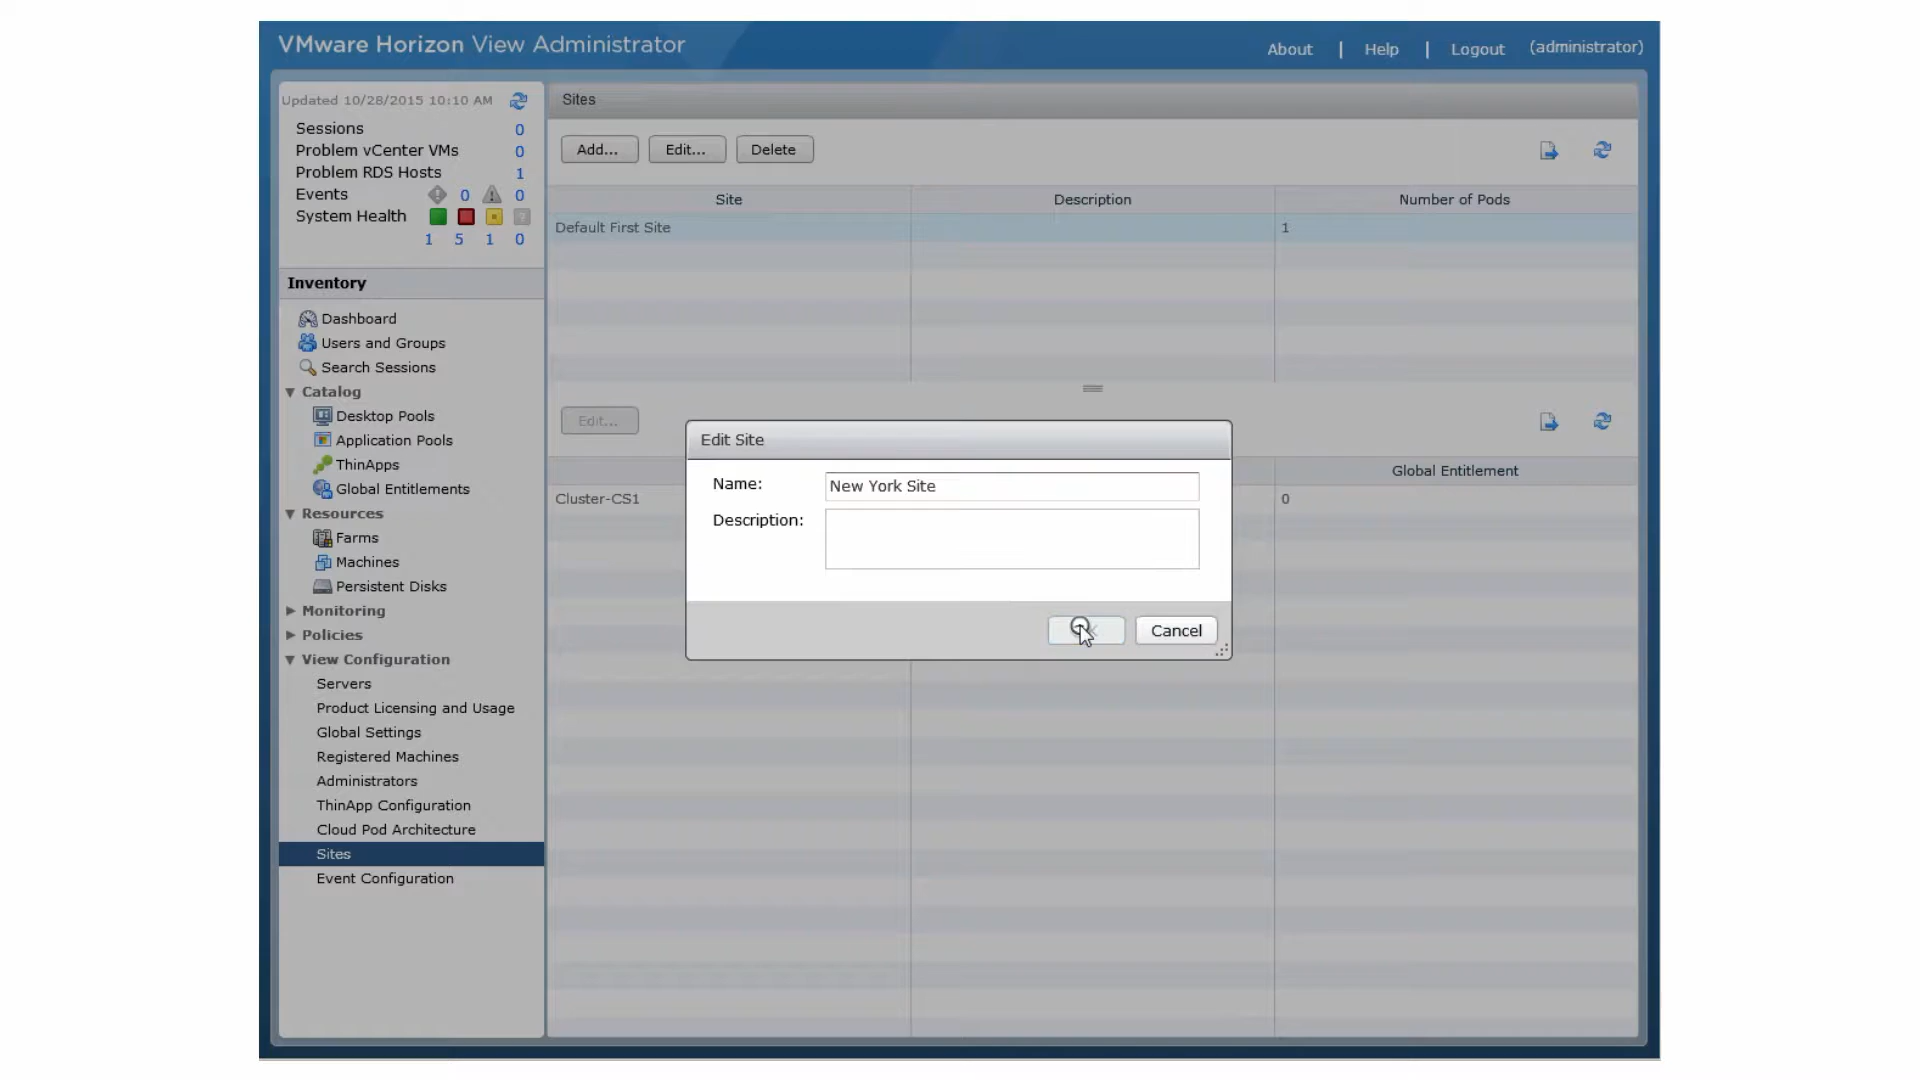 VMware Horizon View Administrator
About | Help | Logout (administrator)
Updated 10/28/2015 10:10 AM
Sessions 0
Problem vCenter VMs 0
Problem RDS Hosts 1
Events 0 0
System Health
1 5 1 0
Inventory
Dashboard
Users and Groups
Search Sessions
Catalog
Desktop Pools
Application Pools
ThinApps
Global Entitlements
Resources
Farms
Machines
Persistent Disks
Monitoring
Policies
View Configuration
Servers
Product Licensing and Usage
Global Settings
Registered Machines
Administrators
ThinApp Configuration
Cloud Pod Architecture
Sites
Event Configuration
Sites
Add... Edit... Delete
Site Description Number of Pods
Default First Site 1
Edit...
Global Entitlement
Cluster-CS1 0
Edit Site
Name: New York Site
Description:
Cancel